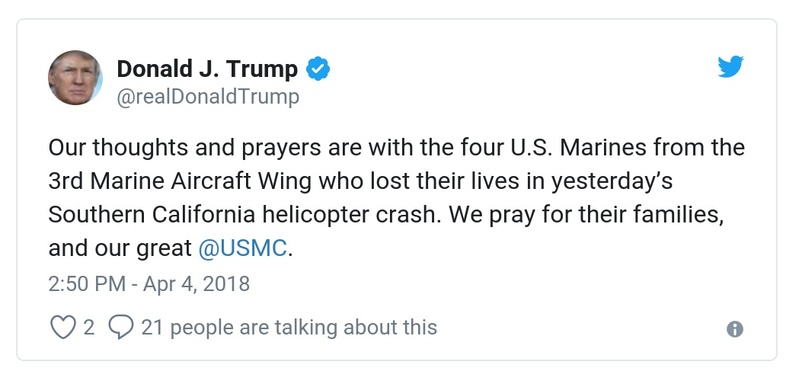 Donald J. Trump
@realDonaldTrump
Our thoughts and prayers are with the four U.S. Marines from the
3rd Marine Aircraft Wing who lost their lives in yesterday’s
Southern California helicopter crash. We pray for their families,
and our great @USMC.
2:50 PM - Apr 4, 2018
2 21 people are talking about this